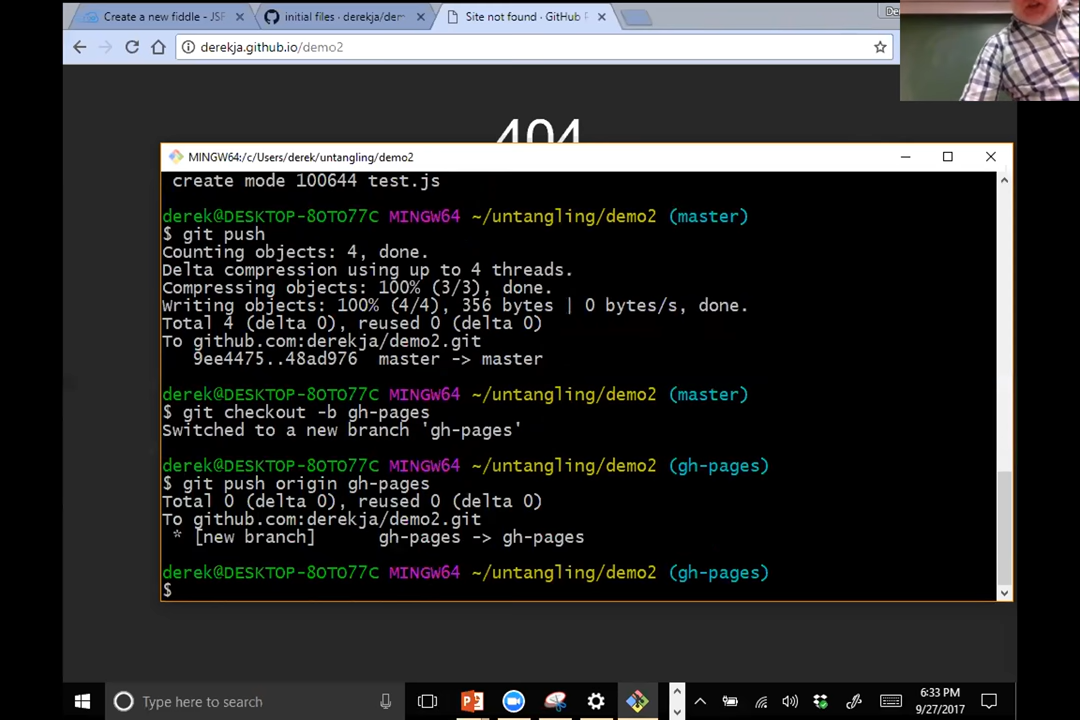 Create a new fiddle - JSF
initial files · derekja/dem
Site not found · GitHub P
derekja.github.io/demo2
404
MINGW64:/c/Users/derek/untangling/demo2
create mode 100644 test.js
derek@DESKTOP-8OTO77C MINGW64 ~/untangling/demo2 (master)
$ git push
Counting objects: 4, done.
Delta compression using up to 4 threads.
Compressing objects: 100% (3/3), done.
Writing objects: 100% (4/4), 356 bytes | 0 bytes/s, done.
Total 4 (delta 0), reused 0 (delta 0)
To github.com:derekja/demo2.git
9ee4475..48ad976 master -> master
derek@DESKTOP-8OTO77C MINGW64 ~/untangling/demo2 (master)
$ git checkout -b gh-pages
Switched to a new branch 'gh-pages'
derek@DESKTOP-8OTO77C MINGW64 ~/untangling/demo2 (gh-pages)
$ git push origin gh-pages
Total 0 (delta 0), reused 0 (delta 0)
To github.com:derekja/demo2.git
* [new branch] gh-pages -> gh-pages
derek@DESKTOP-8OTO77C MINGW64 ~/untangling/demo2 (gh-pages)
$
Type here to search
6:33 PM
9/27/2017